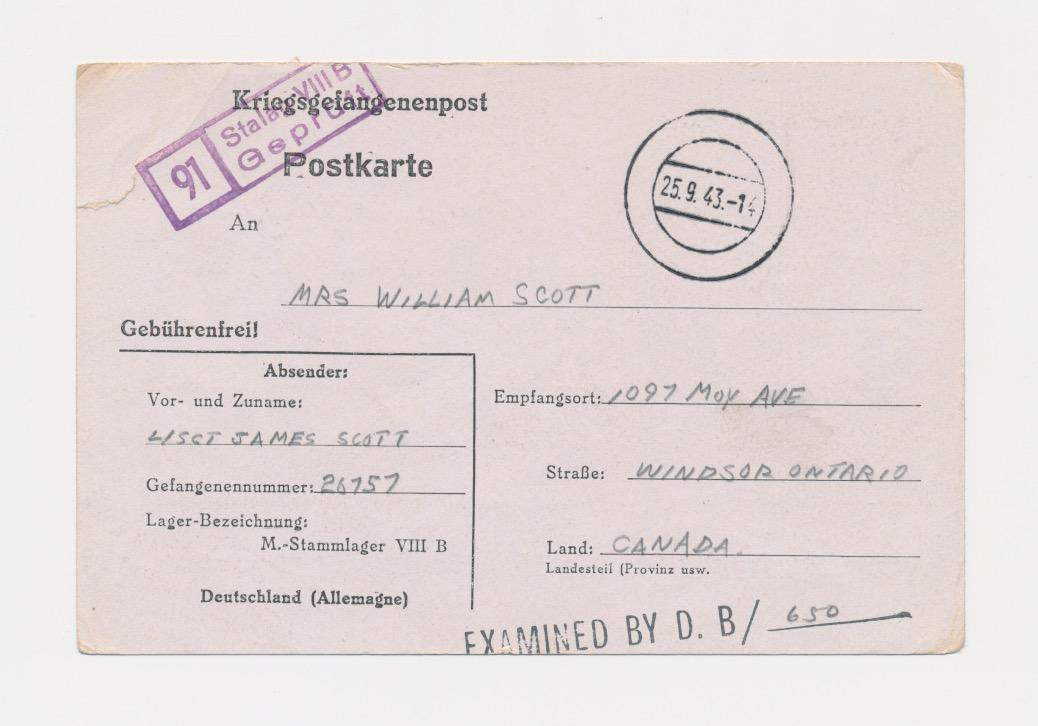 91 Stalag VIII B
Geprüft
Kriegsgefangenenpost
Postkarte
25.9.43.-14
An
MRS WILLIAM SCOTT
Gebührenfrei!
Absender:
Vor- und Zuname:
L/SGT JAMES SCOTT
Gefangenennummer: 26757
Lager-Bezeichnung:
M.-Stammlager VIII B
Deutschland (Allemagne)
Empfangsort: 1097 MOY AVE
Straße: WINDSOR ONTARIO
Land: CANADA.
Landesteil (Provinz usw.
EXAMINED BY D. B/ 650